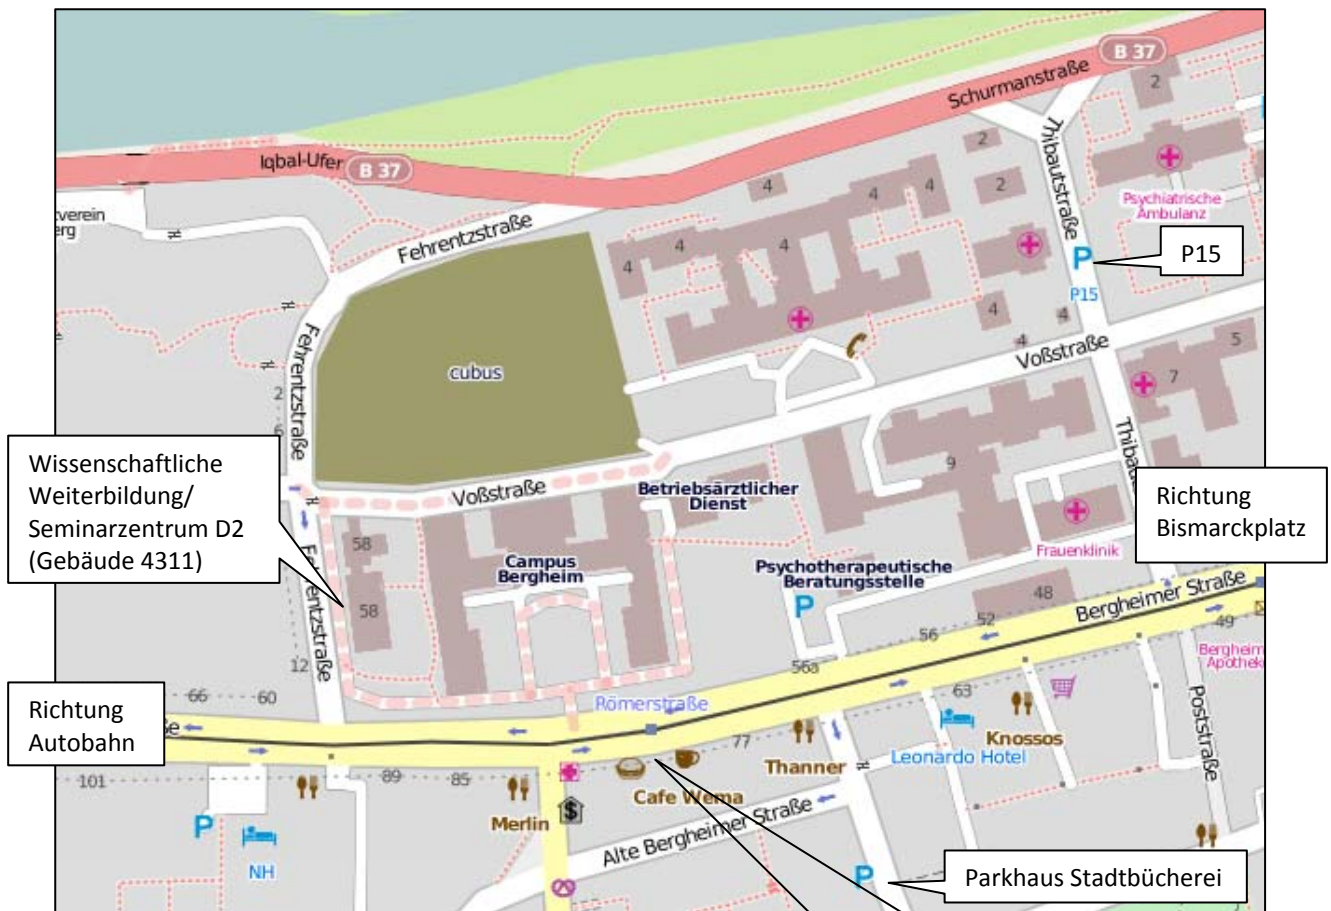 B 37
Schurmanstraße
2
Iqbal-Ufer
B 37
2
Thibautstraße
4
4
4
2
Psychiatrische
Ambulanz
Fehrentzstraße
4
4
4
P
P15
P15
4
4
4
Voßstraße
5
Fehrentzstraße
cubus
7
2
Wissenschaftliche
Weiterbildung/
Seminarzentrum D2
(Gebäude 4311)
Voßstraße
Betriebsärztlicher
Dienst
9
Richtung
Bismarckplatz
58
Campus
Bergheim
Frauenklinik
Psychotherapeutische
Beratungsstelle
P
58
Fehrentzstraße
48
Bergheimer Straße
52
56
49
12
56a
66
60
Römerstraße
63
Poststraße
Richtung
Autobahn
77
Knossos
Leonardo Hotel
Thanner
101
89
85
Cafe Wema
Merlin
$
Alte Bergheimer Straße
P
NH
P
Parkhaus Stadtbücherei